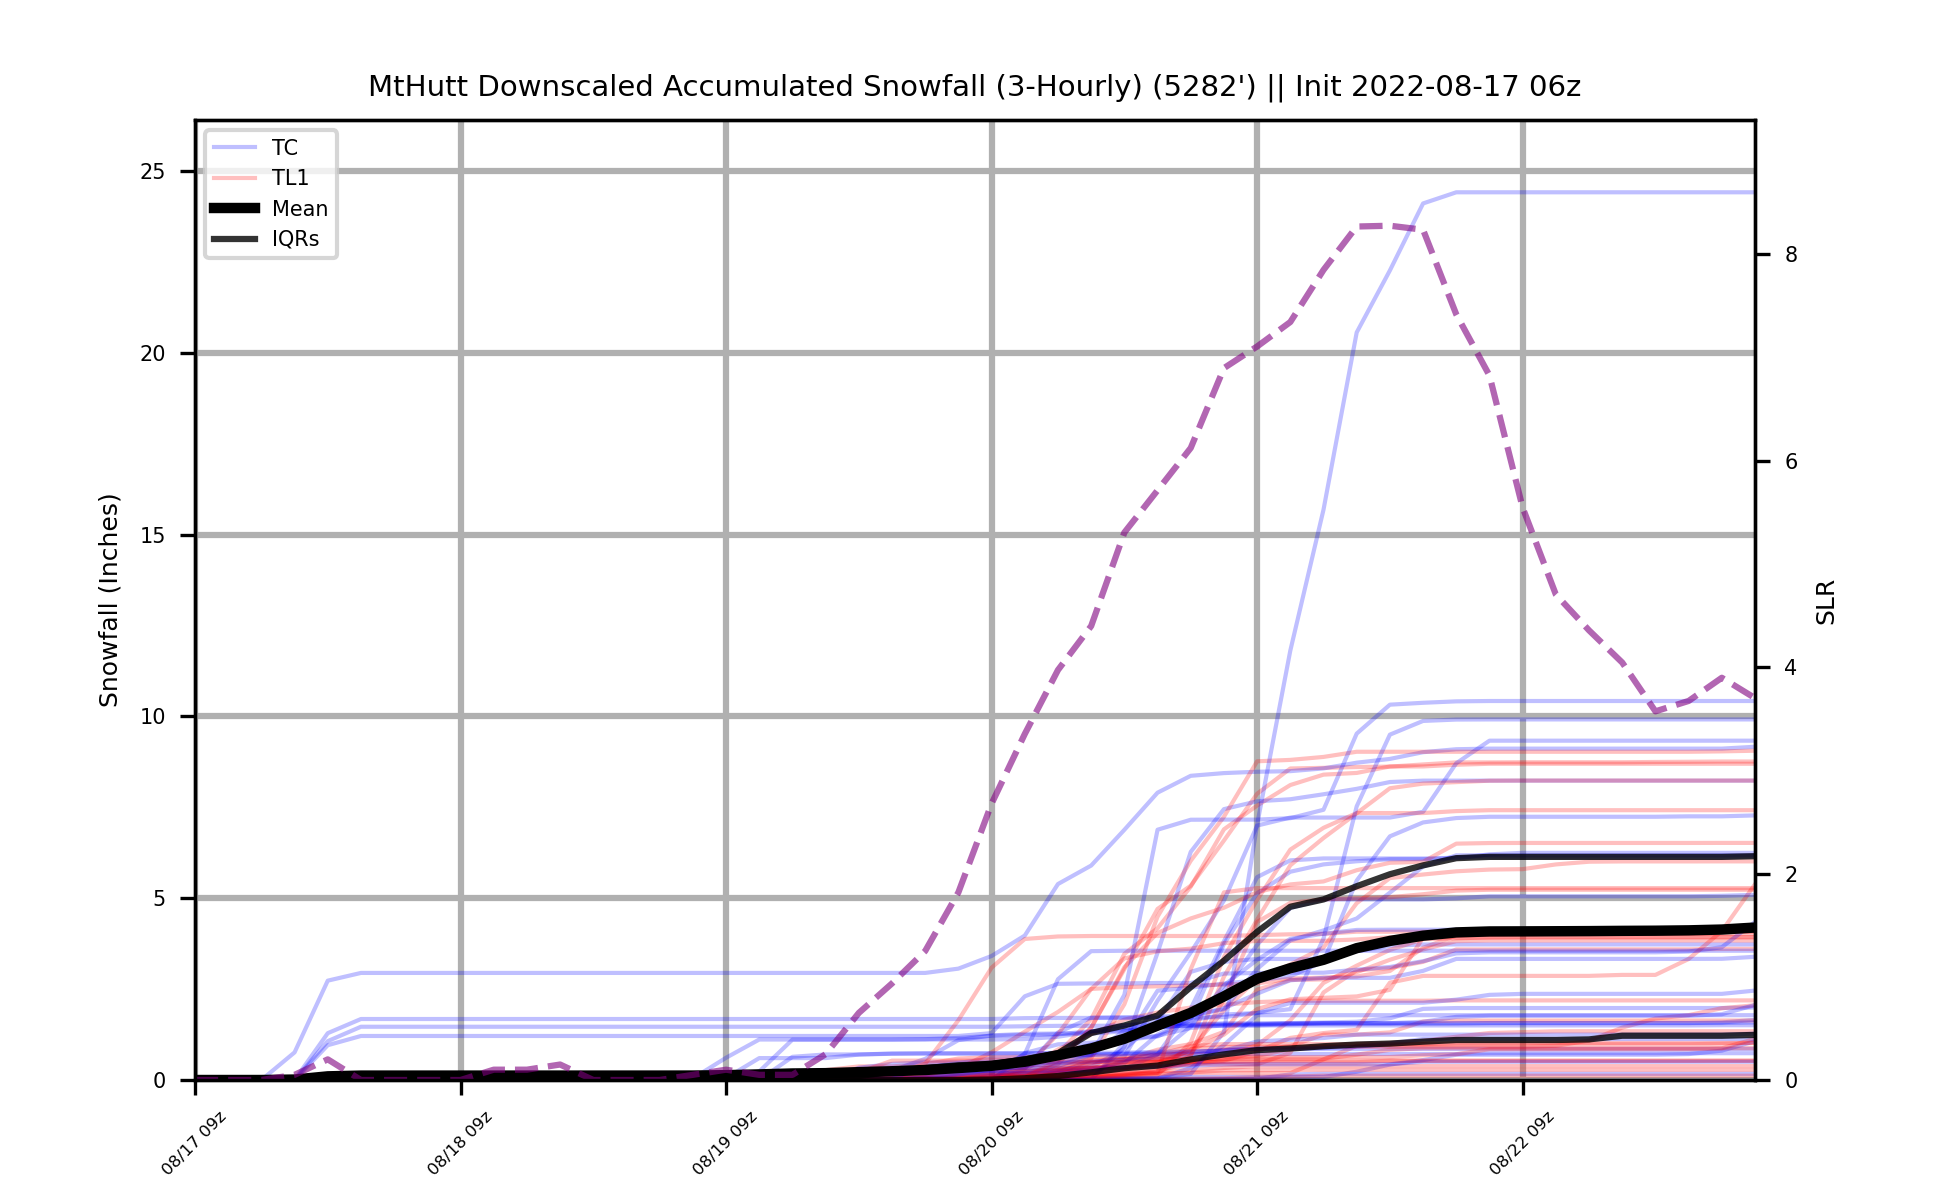 MtHutt Downscaled Accumulated Snowfall (3-Hourly) (5282') || Init 2022-08-17 06z
TC
TL1
Mean
IQRs
25
20
15
10
5
0
Snowfall (Inches)
8
6
4
2
0
SLR
08/17 09z
08/18 09z
08/19 09z
08/20 09z
08/21 09z
08/22 09z